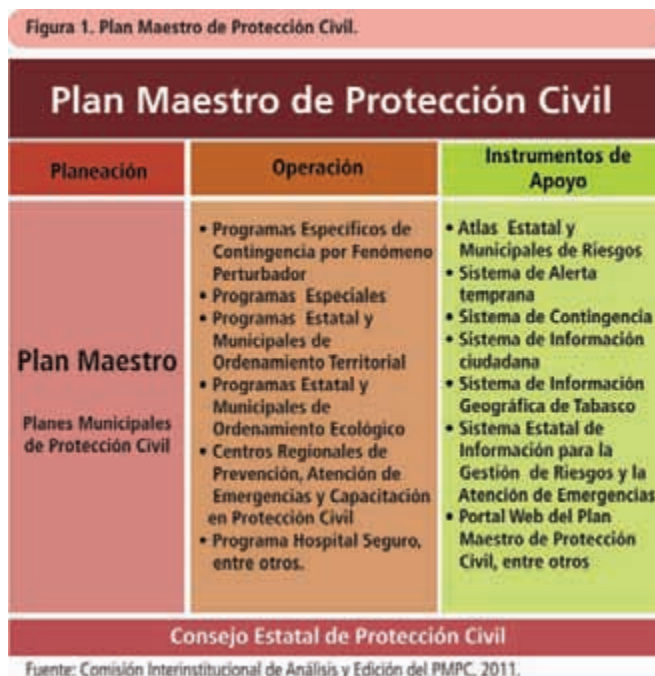 Figura 1. Plan Maestro de Protección Civil.
Plan Maestro de Protección Civil
Planeación
Operación
Instrumentos de
Apoyo
Plan Maestro
Planes Municipales
de Protección Civil
• Programas Específicos de
Contingencia por Fenómeno
Perturbador
• Programas Especiales
• Programas Estatal y
Municipales de
Ordenamiento Territorial
• Programas Estatal y
Municipales de
Ordenamiento Ecológico
• Centros Regionales de
Prevención, Atención de
Emergencias y Capacitación
en Protección Civil
• Programa Hospital Seguro,
entre otros.
• Atlas Estatal y
Municipales de Riesgos
• Sistema de Alerta
temprana
• Sistema de Contingencia
• Sistema de Información
ciudadana
• Sistema de Información
Geográfica de Tabasco
• Sistema Estatal de
Información para la
Gestión de Riesgos y la
Atención de Emergencias
• Portal Web del Plan
Maestro de Protección
Civil, entre otros
Consejo Estatal de Protección Civil
Fuente: Comisión Interinstitucional de Análisis y Edición del PMPC, 2011.